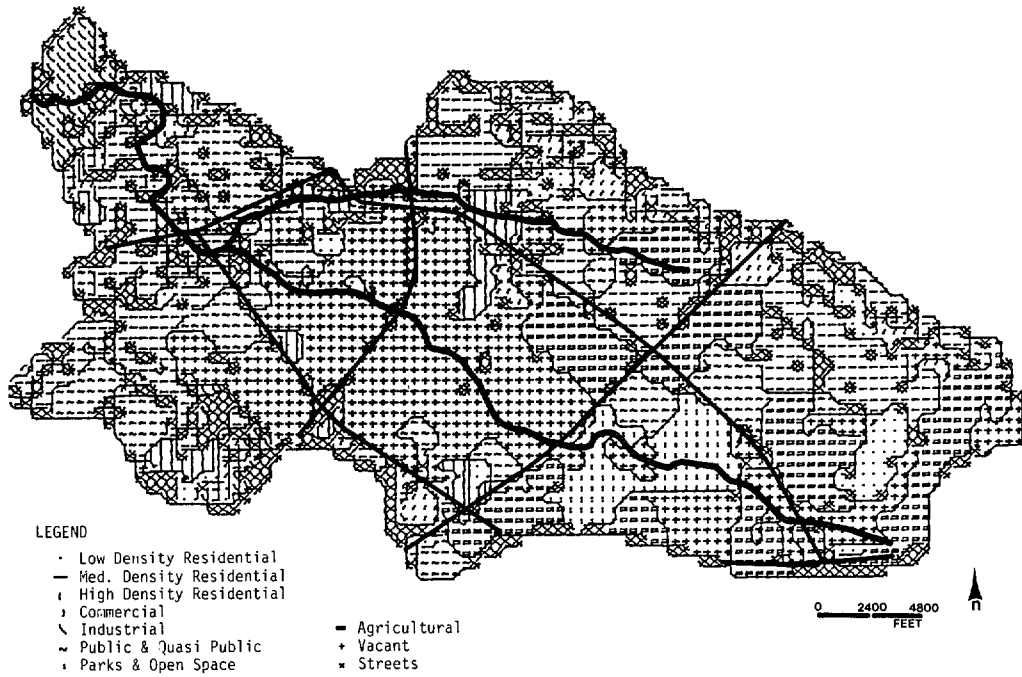 LEGEND
Low Density Residential
Med. Density Residential
High Density Residential
Commercial
Industrial
Public & Quasi Public
Parks & Open Space
Agricultural
Vacant
Streets
0 2400 4800
FEET
n